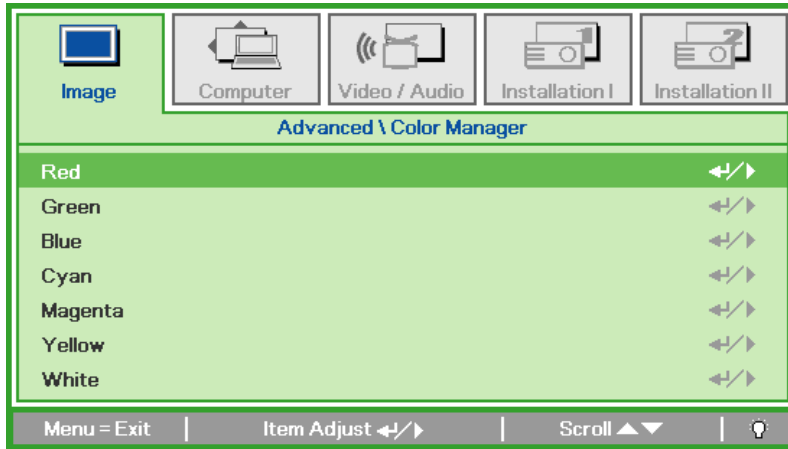 Image Computer Video / Audio Installation I Installation II
Advanced \ Color Manager
Red
Green
Blue
Cyan
Magenta
Yellow
White
Menu = Exit Item Adjust Scroll